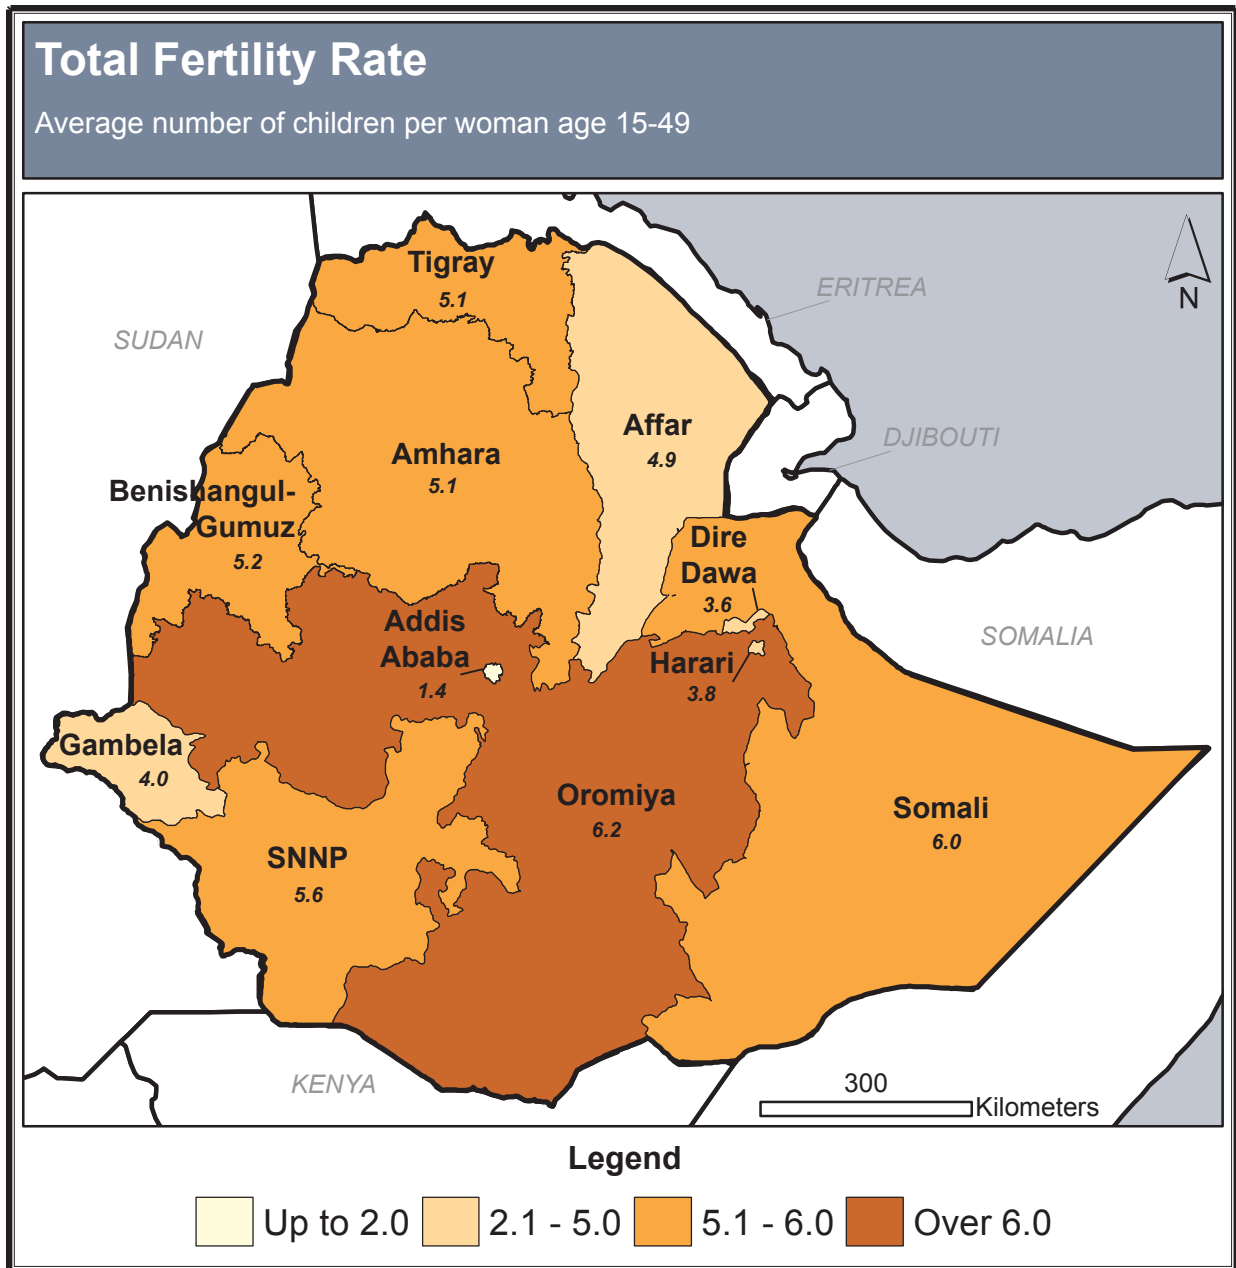 Total Fertility Rate
Average number of children per woman age 15-49
N
Tigray
5.1
ERITREA
SUDAN
Affar
4.9
DJIBOUTI
Amhara
5.1
Benishangul-
Gumuz
5.2
Dire
Dawa
3.6
Addis
Ababa
1.4
SOMALIA
Harari
3.8
Gambela
4.0
Oromiya
6.2
Somali
6.0
SNNP
5.6
KENYA
300
Kilometers
Legend
Up to 2.0
2.1 - 5.0
5.1 - 6.0
Over 6.0